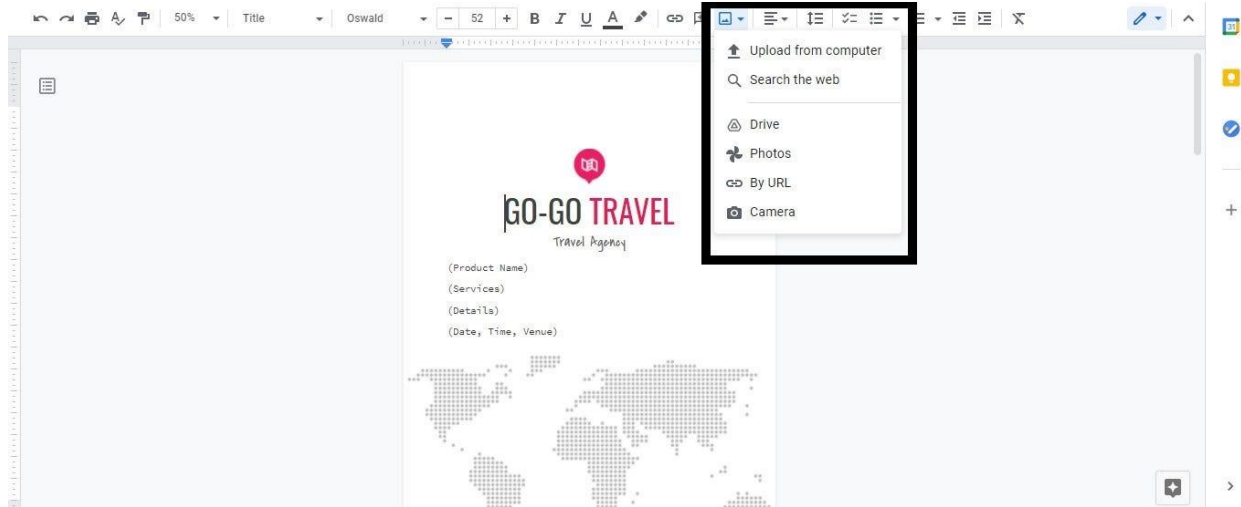 50% Title Oswald - 52 + B I U A
Upload from computer
Search the web
Drive
Photos
By URL
Camera
GO-GO TRAVEL
Travel Agency
(Product Name)
(Services)
(Details)
(Date, Time, Venue)
31